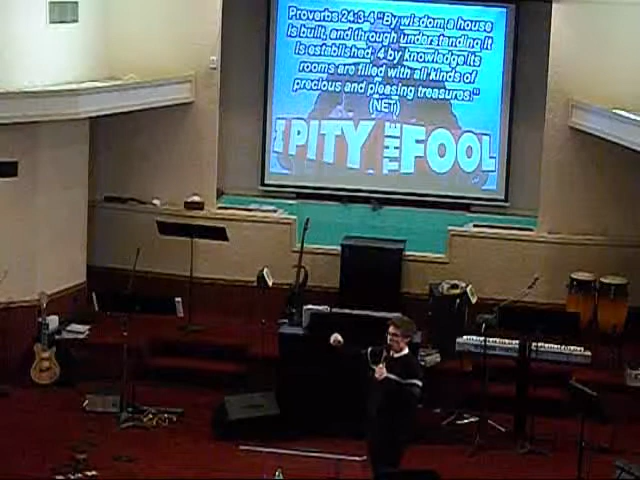 Proverbs 24:3-4 "By wisdom a house
is built, and through understanding it
is established; 4 by knowledge its
rooms are filled with all kinds of
precious and pleasing treasures."
(NET)
I PITY THE FOOL